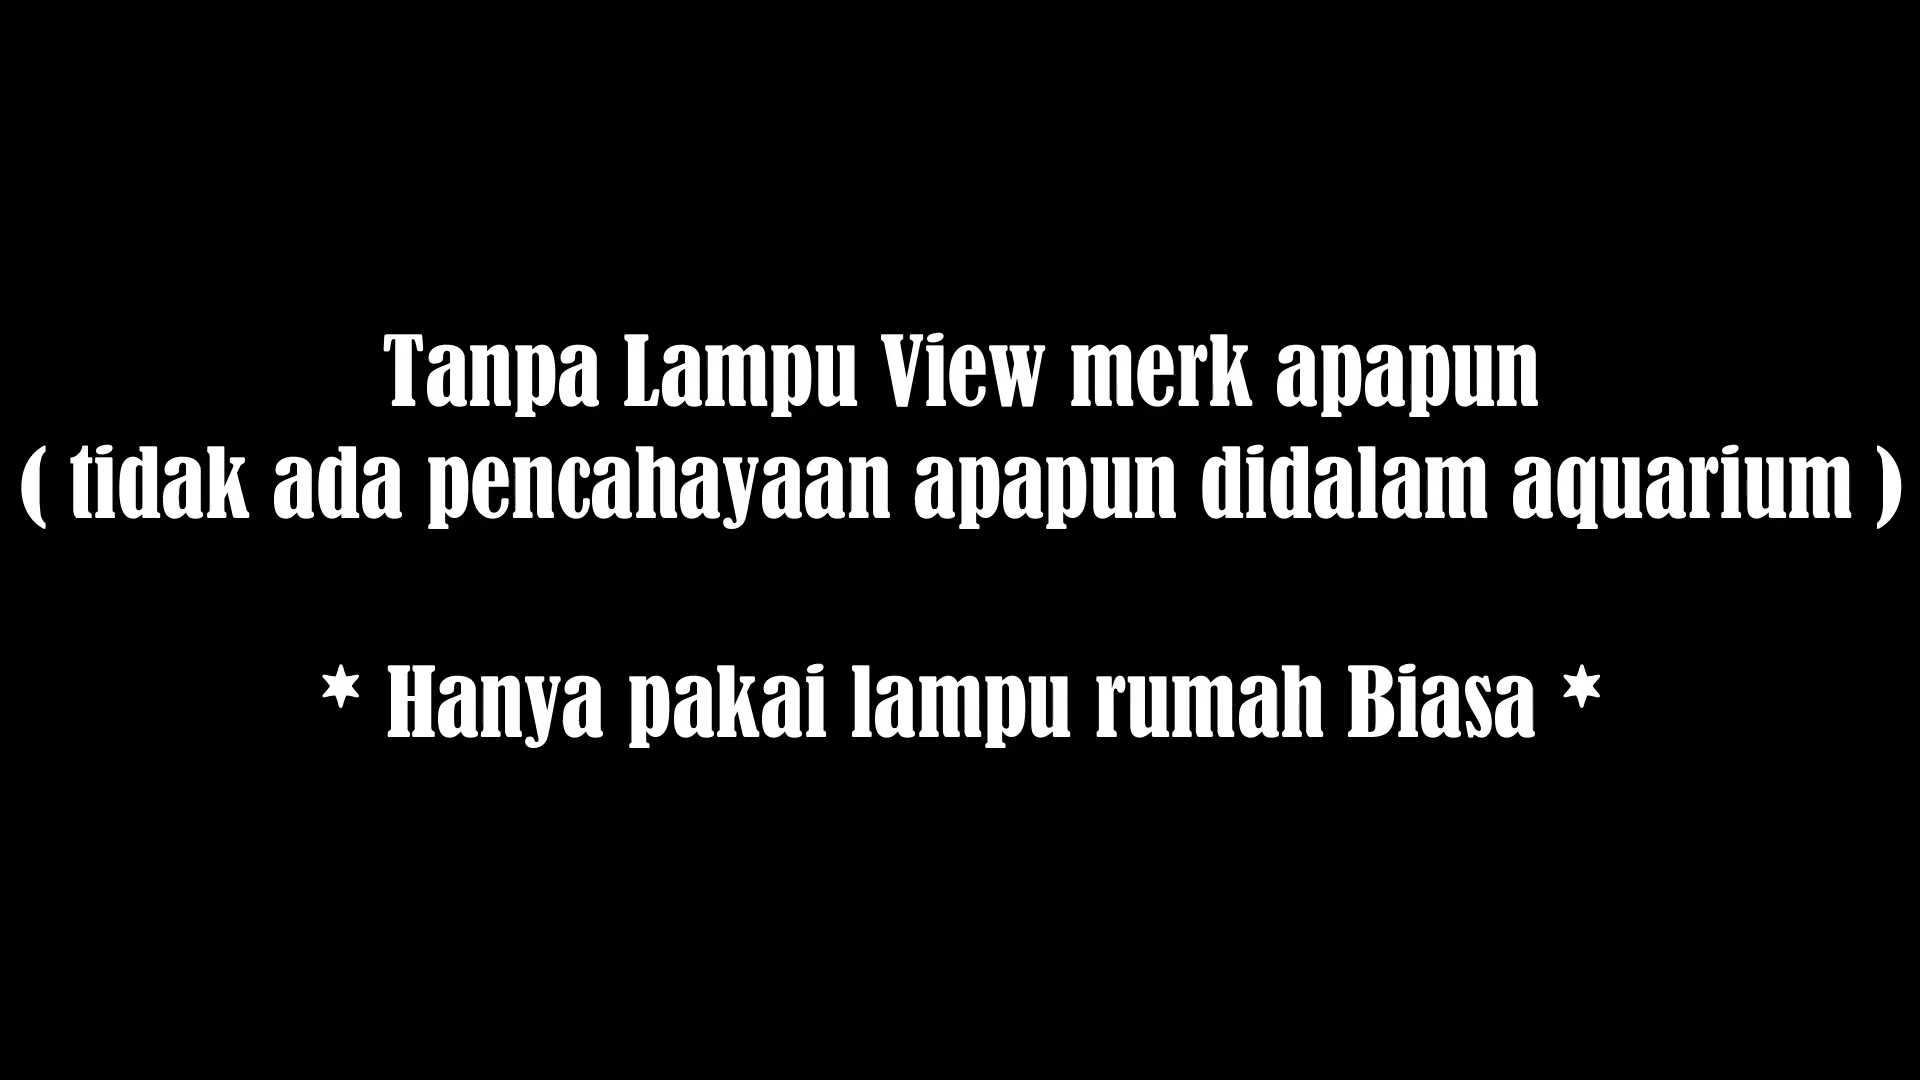 Tanpa Lampu View merk apapun
( tidak ada pencahayaan apapun didalam aquarium )
* Hanya pakai lampu rumah Biasa *